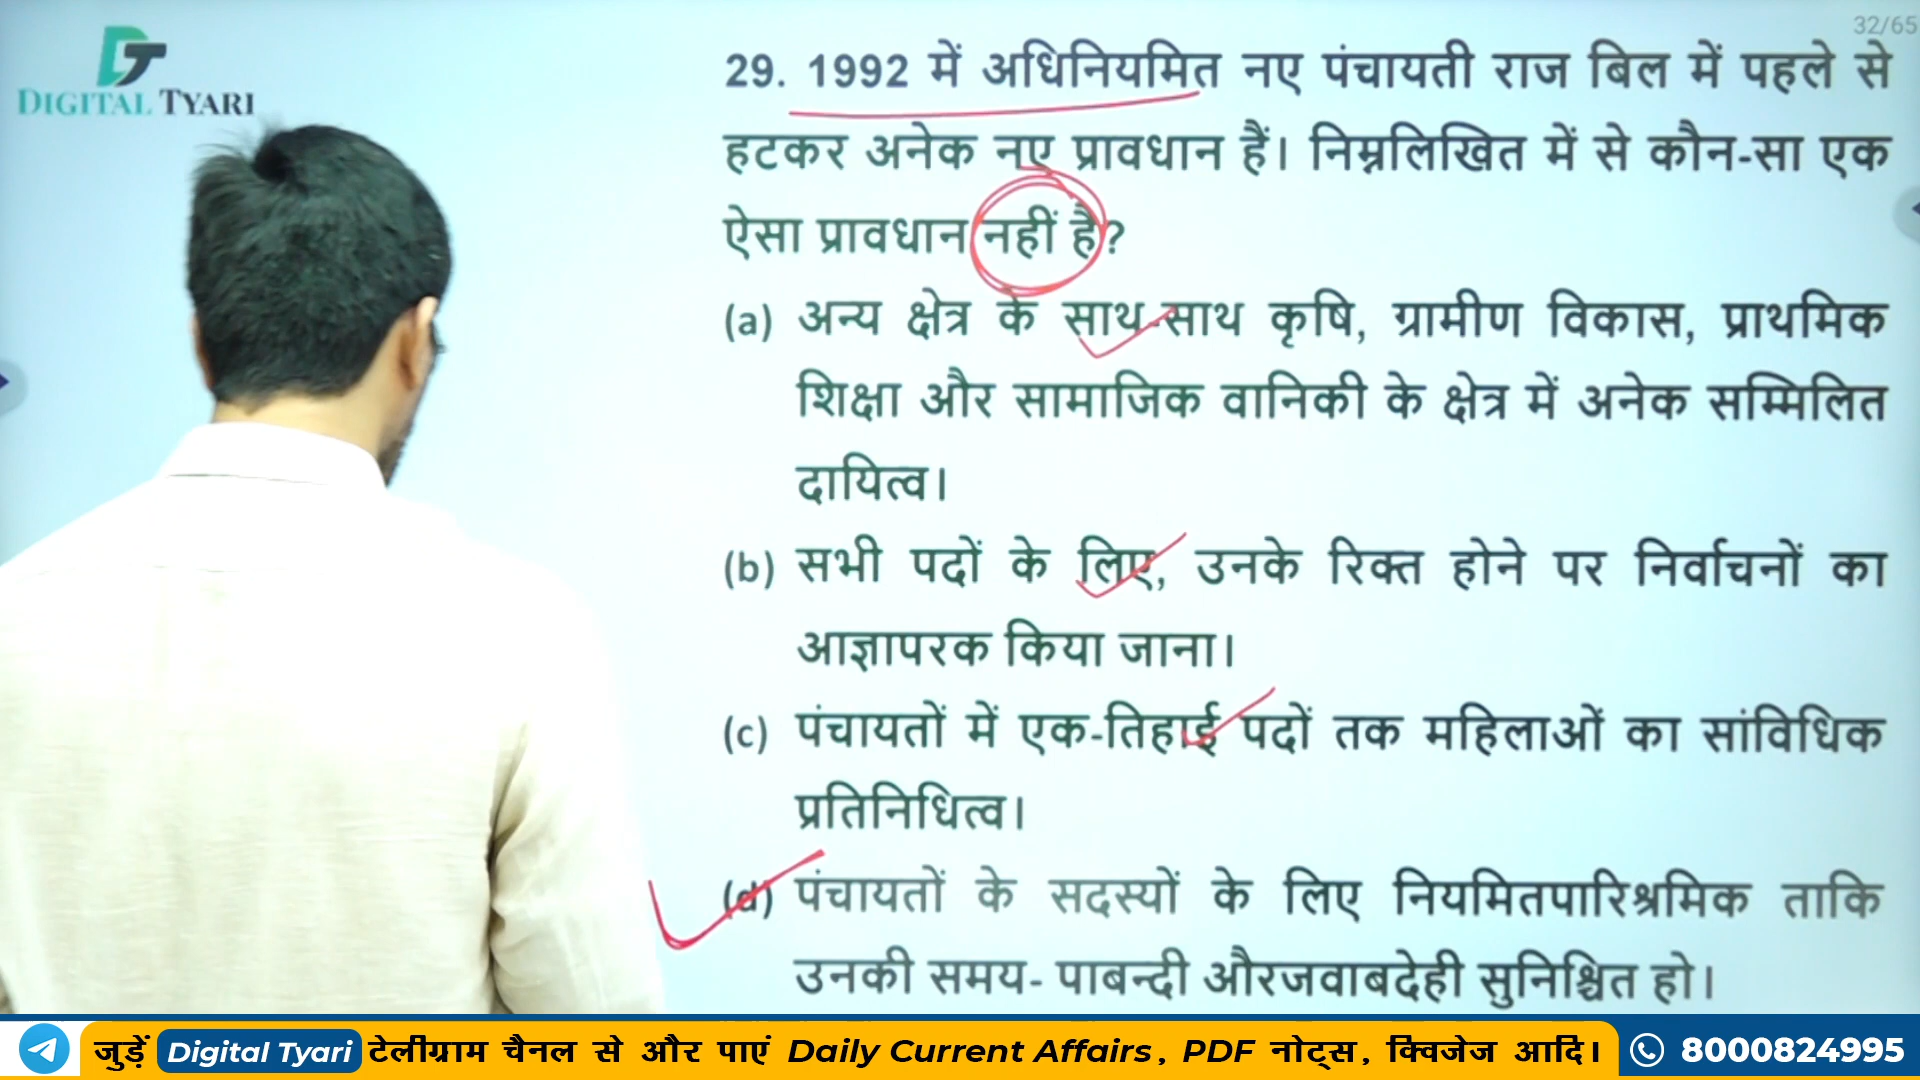 32/65
DT
DIGITAL TYARI
29. 1992 में अधिनियमित नए पंचायती राज बिल में पहले से
हटकर अनेक नए प्रावधान हैं। निम्नलिखित में से कौन-सा एक
ऐसा प्रावधान नहीं है?
(a) अन्य क्षेत्र के साथ-साथ कृषि, ग्रामीण विकास, प्राथमिक
शिक्षा और सामाजिक वानिकी के क्षेत्र में अनेक सम्मिलित
दायित्व।
(b) सभी पदों के लिए, उनके रिक्त होने पर निर्वाचनों का
आज्ञापरक किया जाना।
(c) पंचायतों में एक-तिहाई पदों तक महिलाओं का सांविधिक
प्रतिनिधित्व।
(d) पंचायतों के सदस्यों के लिए नियमितपारिश्रमिक ताकि
उनकी समय- पाबन्दी औरजवाबदेही सुनिश्चित हो।
जुड़ें Digital Tyari टेलीग्राम चैनल से और पाएं Daily Current Affairs, PDF नोट्स, क्विजेज आदि। 8000824995